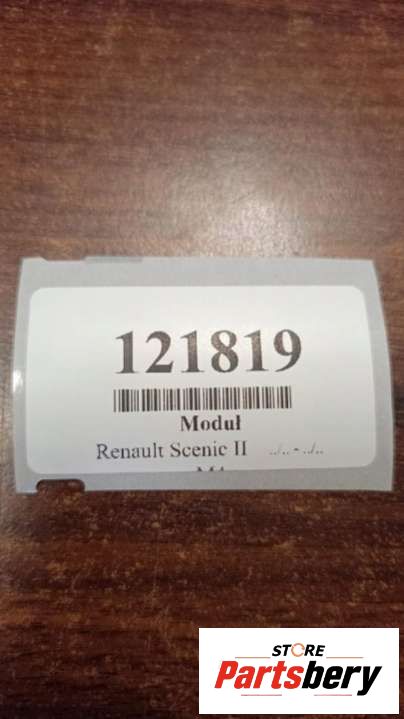 121819
Moduł
Renault Scenic II ../.. - ../..
STORE
Partsbery